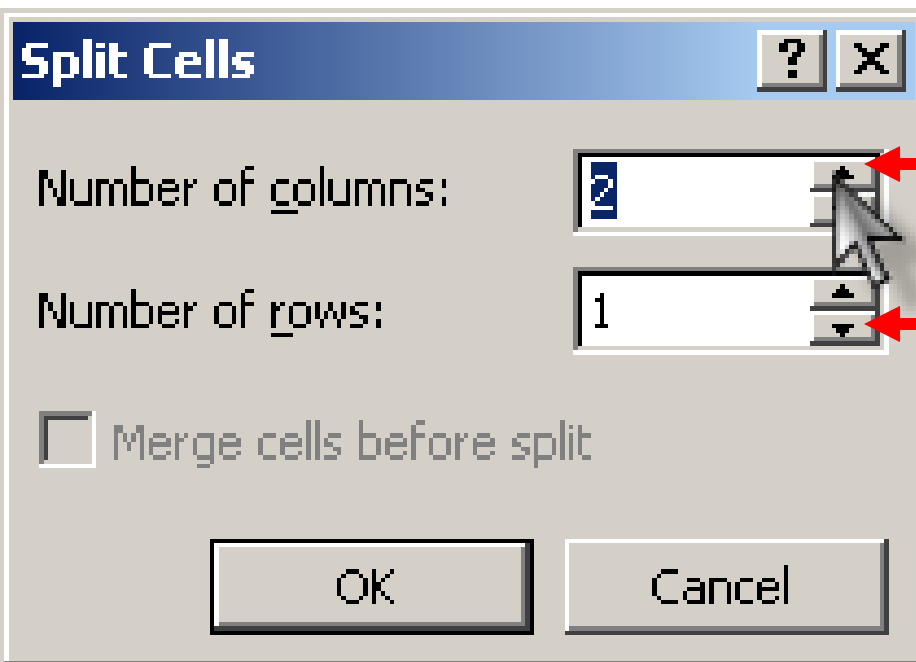 Split Cells ?
Number of columns: 2
Number of rows: 1
Merge cells before split
OK Cancel